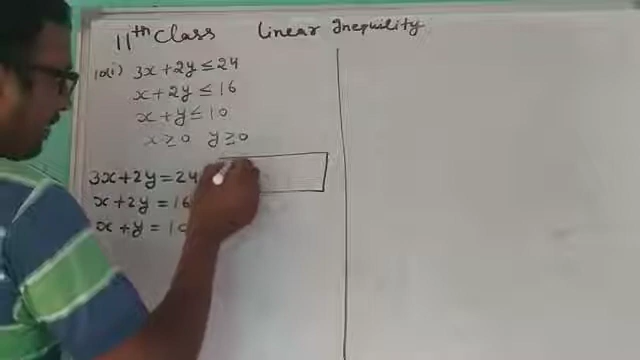 11th Class Linear Inequility
10(i) 3x+2y≤24
x+2y≤16
x+y≤10
x≥0 y≥0
3x+2y=24
x+2y=16
x+y=10